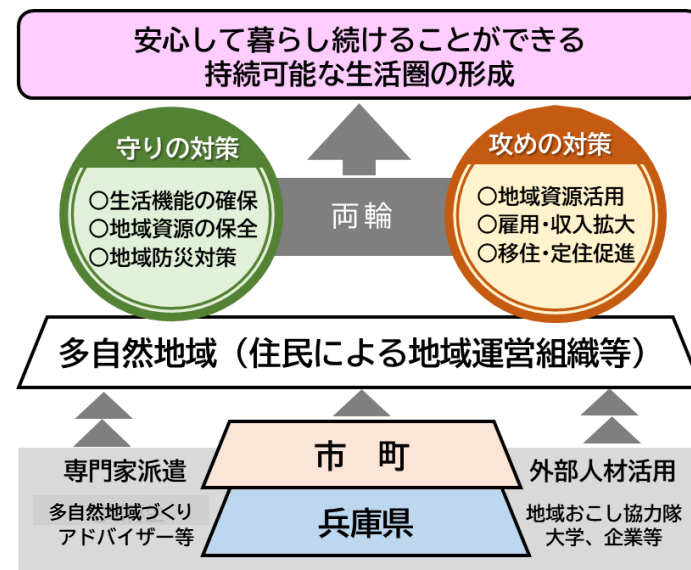 安心して暮らし続けることができる
持続可能な生活圏の形成
守りの対策
○生活機能の確保
○地域資源の保全
○地域防災対策
両輪
攻めの対策
○地域資源活用
○雇用・収入拡大
○移住・定住促進
多自然地域（住民による地域運営組織等）
専門家派遣
多自然地域づくり
アドバイザー等
市　町
兵庫県
外部人材活用
地域おこし協力隊
大学、企業等